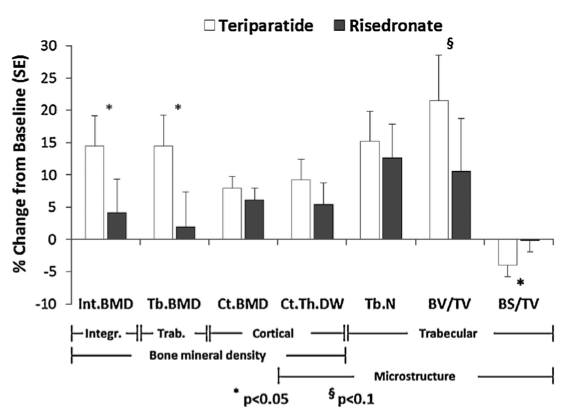 Teriparatide Risedronate
% Change from Baseline (SE)
30
25
20
15
10
5
0
-5
-10
*
*
§
*
Int.BMD Tb.BMD Ct.BMD Ct.Th.DW Tb.N BV/TV BS/TV
Integr. Trab. Cortical Trabecular
Bone mineral density
Microstructure
* p<0.05 § p<0.1